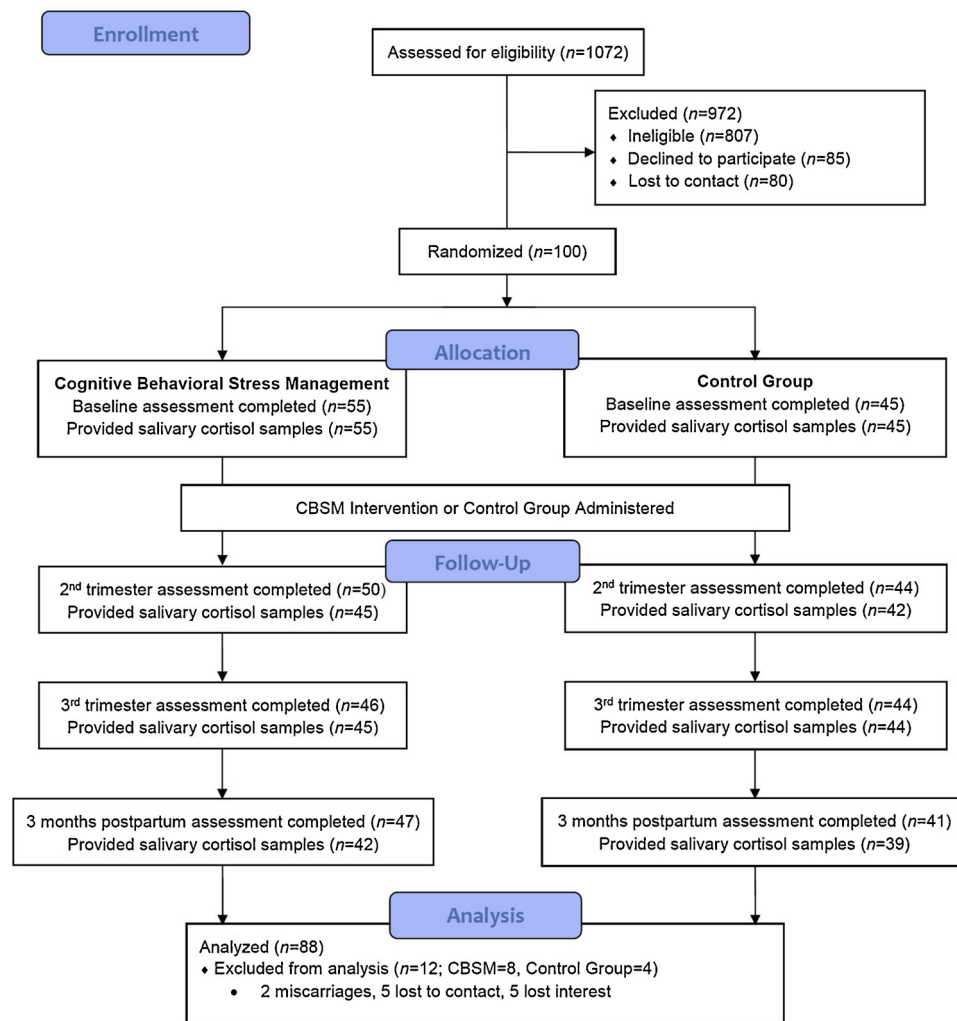 Enrollment
Assessed for eligibility (n=1072)
Excluded (n=972)
⬧ Ineligible (n=807)
⬧ Declined to participate (n=85)
⬧ Lost to contact (n=80)
Randomized (n=100)
Allocation
Cognitive Behavioral Stress Management
Baseline assessment completed (n=55)
Provided salivary cortisol samples (n=55)
Control Group
Baseline assessment completed (n=45)
Provided salivary cortisol samples (n=45)
CBSM Intervention or Control Group Administered
Follow-Up
2nd trimester assessment completed (n=50)
Provided salivary cortisol samples (n=45)
2nd trimester assessment completed (n=44)
Provided salivary cortisol samples (n=42)
3rd trimester assessment completed (n=46)
Provided salivary cortisol samples (n=45)
3rd trimester assessment completed (n=44)
Provided salivary cortisol samples (n=44)
3 months postpartum assessment completed (n=47)
Provided salivary cortisol samples (n=42)
3 months postpartum assessment completed (n=41)
Provided salivary cortisol samples (n=39)
Analysis
Analyzed (n=88)
⬧ Excluded from analysis (n=12; CBSM=8, Control Group=4)
• 2 miscarriages, 5 lost to contact, 5 lost interest